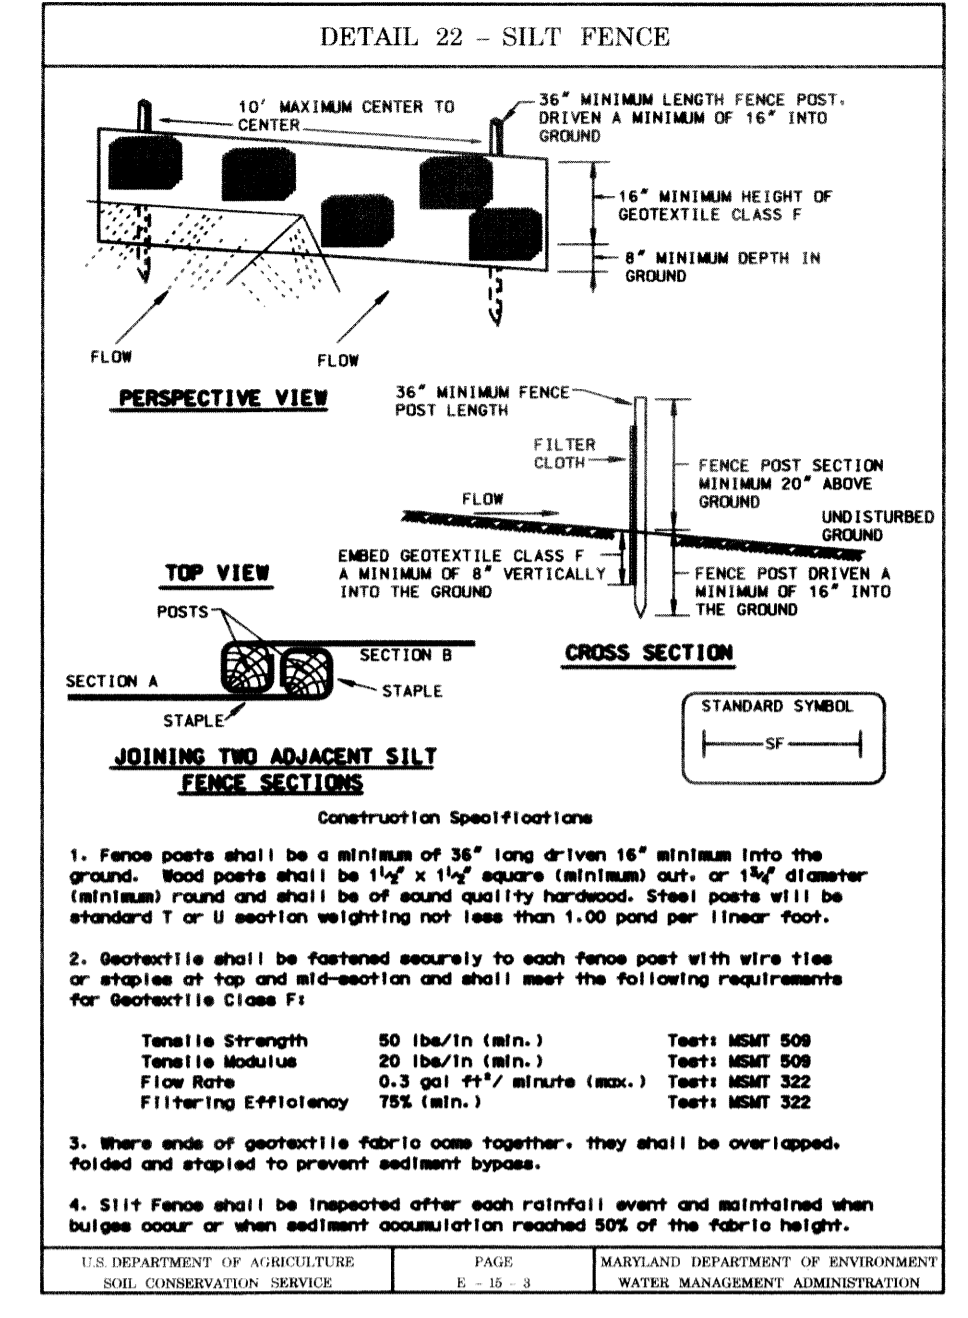 DETAIL 22 - SILT FENCE
10' MAXIMUM CENTER TO
CENTER
36" MINIMUM LENGTH FENCE POST,
DRIVEN A MINIMUM OF 16" INTO
GROUND
16" MINIMUM HEIGHT OF
GEOTEXTILE CLASS F
8" MINIMUM DEPTH IN
GROUND
FLOW
FLOW
PERSPECTIVE VIEW
36" MINIMUM FENCE
POST LENGTH
FILTER
CLOTH
FENCE POST SECTION
MINIMUM 20" ABOVE
GROUND
FLOW
UNDISTURBED
GROUND
EMBED GEOTEXTILE CLASS F
A MINIMUM OF 8" VERTICALLY
INTO THE GROUND
FENCE POST DRIVEN A
MINIMUM OF 16" INTO
THE GROUND
CROSS SECTION
TOP VIEW
POSTS
SECTION B
SECTION A
STAPLE
STAPLE
JOINING TWO ADJACENT SILT
FENCE SECTIONS
STANDARD SYMBOL
SF
Construction Specifications
1. Fence posts shall be a minimum of 36" long driven 16" minimum into the
ground. Wood posts shall be 1 1/2" x 1 1/2" square (minimum) cut, or 1 3/4" diameter
(minimum) round and shall be of sound quality hardwood. Steel posts will be
standard T or U section weighting not less than 1.00 pond per linear foot.
2. Geotextile shall be fastened securely to each fence post with wire ties
or staples at top and mid-section and shall meet the following requirements
for Geotextile Class F:
Tensile Strength 50 lbs/in (min.) Test: MSMT 509
Tensile Modulus 20 lbs/in (min.) Test: MSMT 509
Flow Rate 0.3 gal ft²/ minute (max.) Test: MSMT 322
Filtering Efficiency 75% (min.) Test: MSMT 322
3. Where ends of geotextile fabric come together, they shall be overlapped,
folded and stapled to prevent sediment bypass.
4. Silt Fence shall be inspected after each rainfall event and maintained when
bulges occur or when sediment accumulation reached 50% of the fabric height.
U.S. DEPARTMENT OF AGRICULTURE
SOIL CONSERVATION SERVICE
PAGE
E - 15 - 3
MARYLAND DEPARTMENT OF ENVIRONMENT
WATER MANAGEMENT ADMINISTRATION